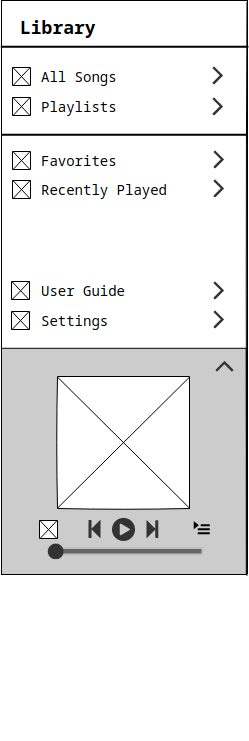 Library
All Songs
Playlists
Favorites
Recently Played
User Guide
Settings